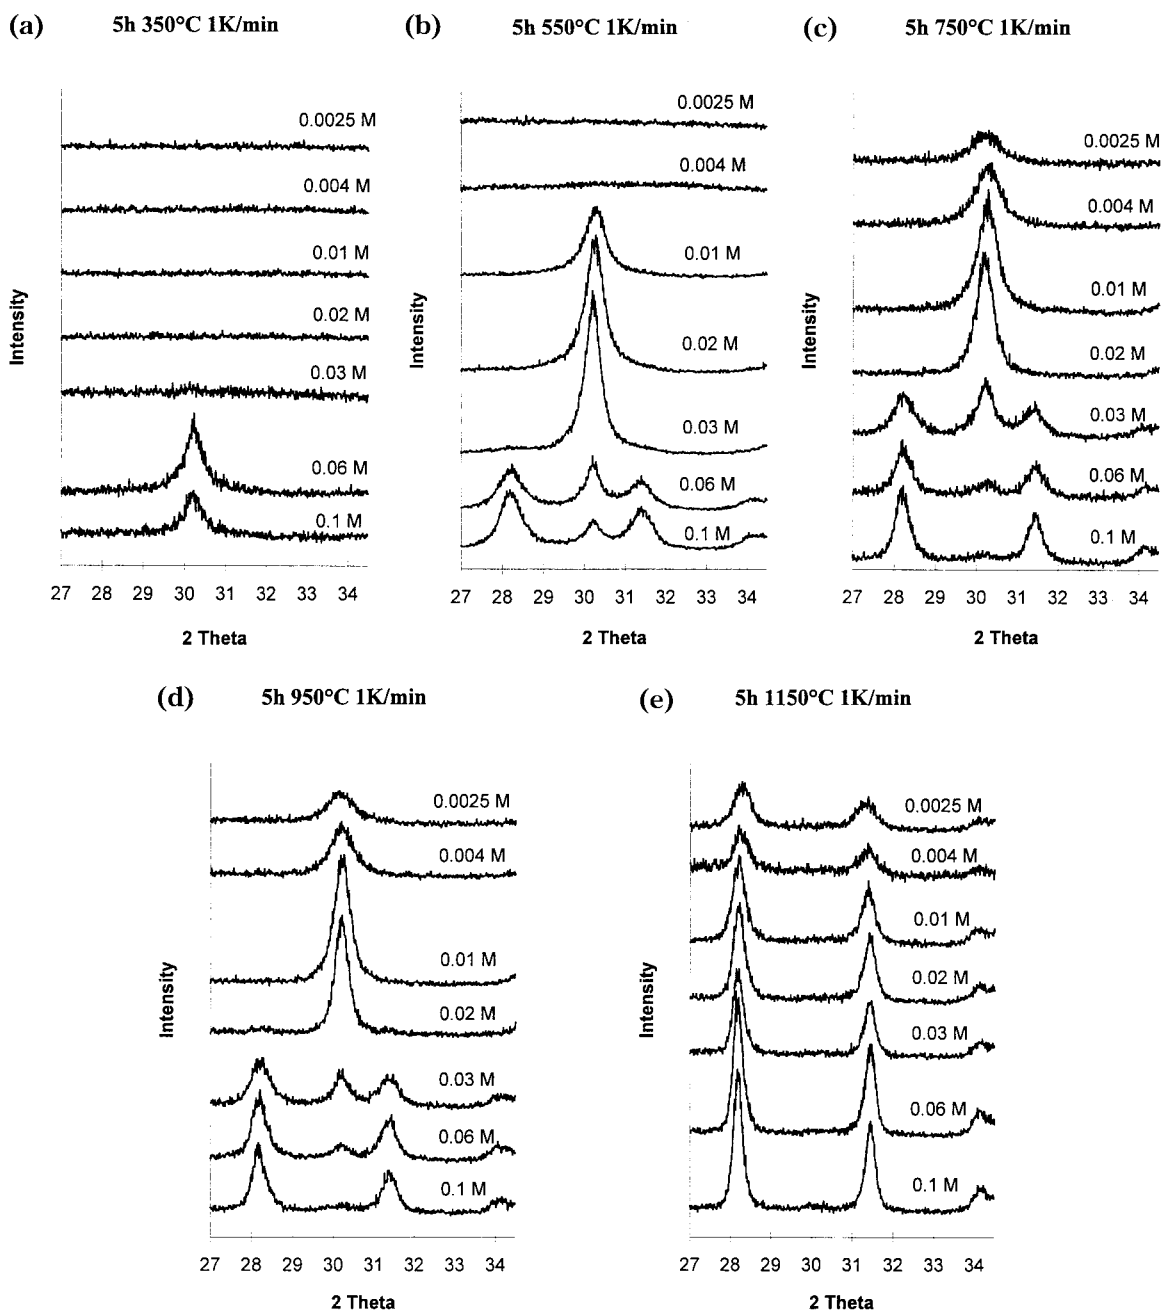 (a) 5h 350°C 1K/min
0.0025 M
0.004 M
0.01 M
0.02 M
0.03 M
0.06 M
0.1 M
Intensity
27 28 29 30 31 32 33 34
2 Theta
(b) 5h 550°C 1K/min
0.0025 M
0.004 M
0.01 M
0.02 M
0.03 M
0.06 M
0.1 M
Intensity
27 28 29 30 31 32 33 34
2 Theta
(c) 5h 750°C 1K/min
0.0025 M
0.004 M
0.01 M
0.02 M
0.03 M
0.06 M
0.1 M
Intensity
27 28 29 30 31 32 33 34
2 Theta
(d) 5h 950°C 1K/min
0.0025 M
0.004 M
0.01 M
0.02 M
0.03 M
0.06 M
0.1 M
Intensity
27 28 29 30 31 32 33 34
2 Theta
(e) 5h 1150°C 1K/min
0.0025 M
0.004 M
0.01 M
0.02 M
0.03 M
0.06 M
0.1 M
Intensity
27 28 29 30 31 32 33 34
2 Theta